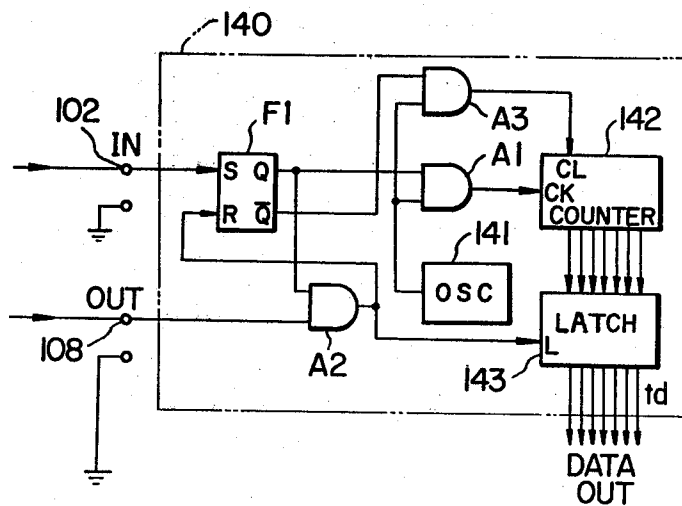 140
102
IN
F1
S Q
R Q̅
A3
A1
142
CL
CK
COUNTER
141
OSC
OUT
108
A2
LATCH
L
143
td
DATA
OUT